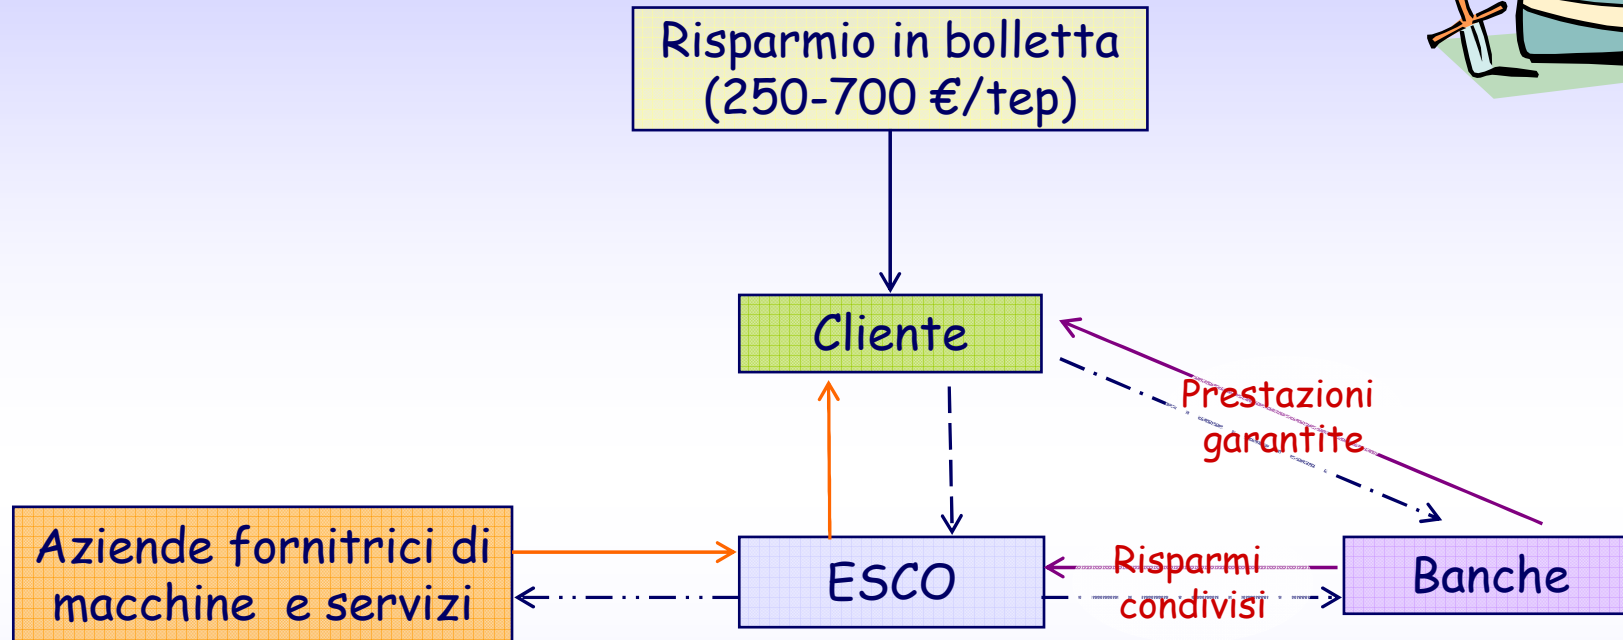 Risparmio in bolletta
(250-700 €/tep)
Cliente
Prestazioni
garantite
Aziende fornitrici di
macchine e servizi
ESCO
Risparmi
condivisi
Banche